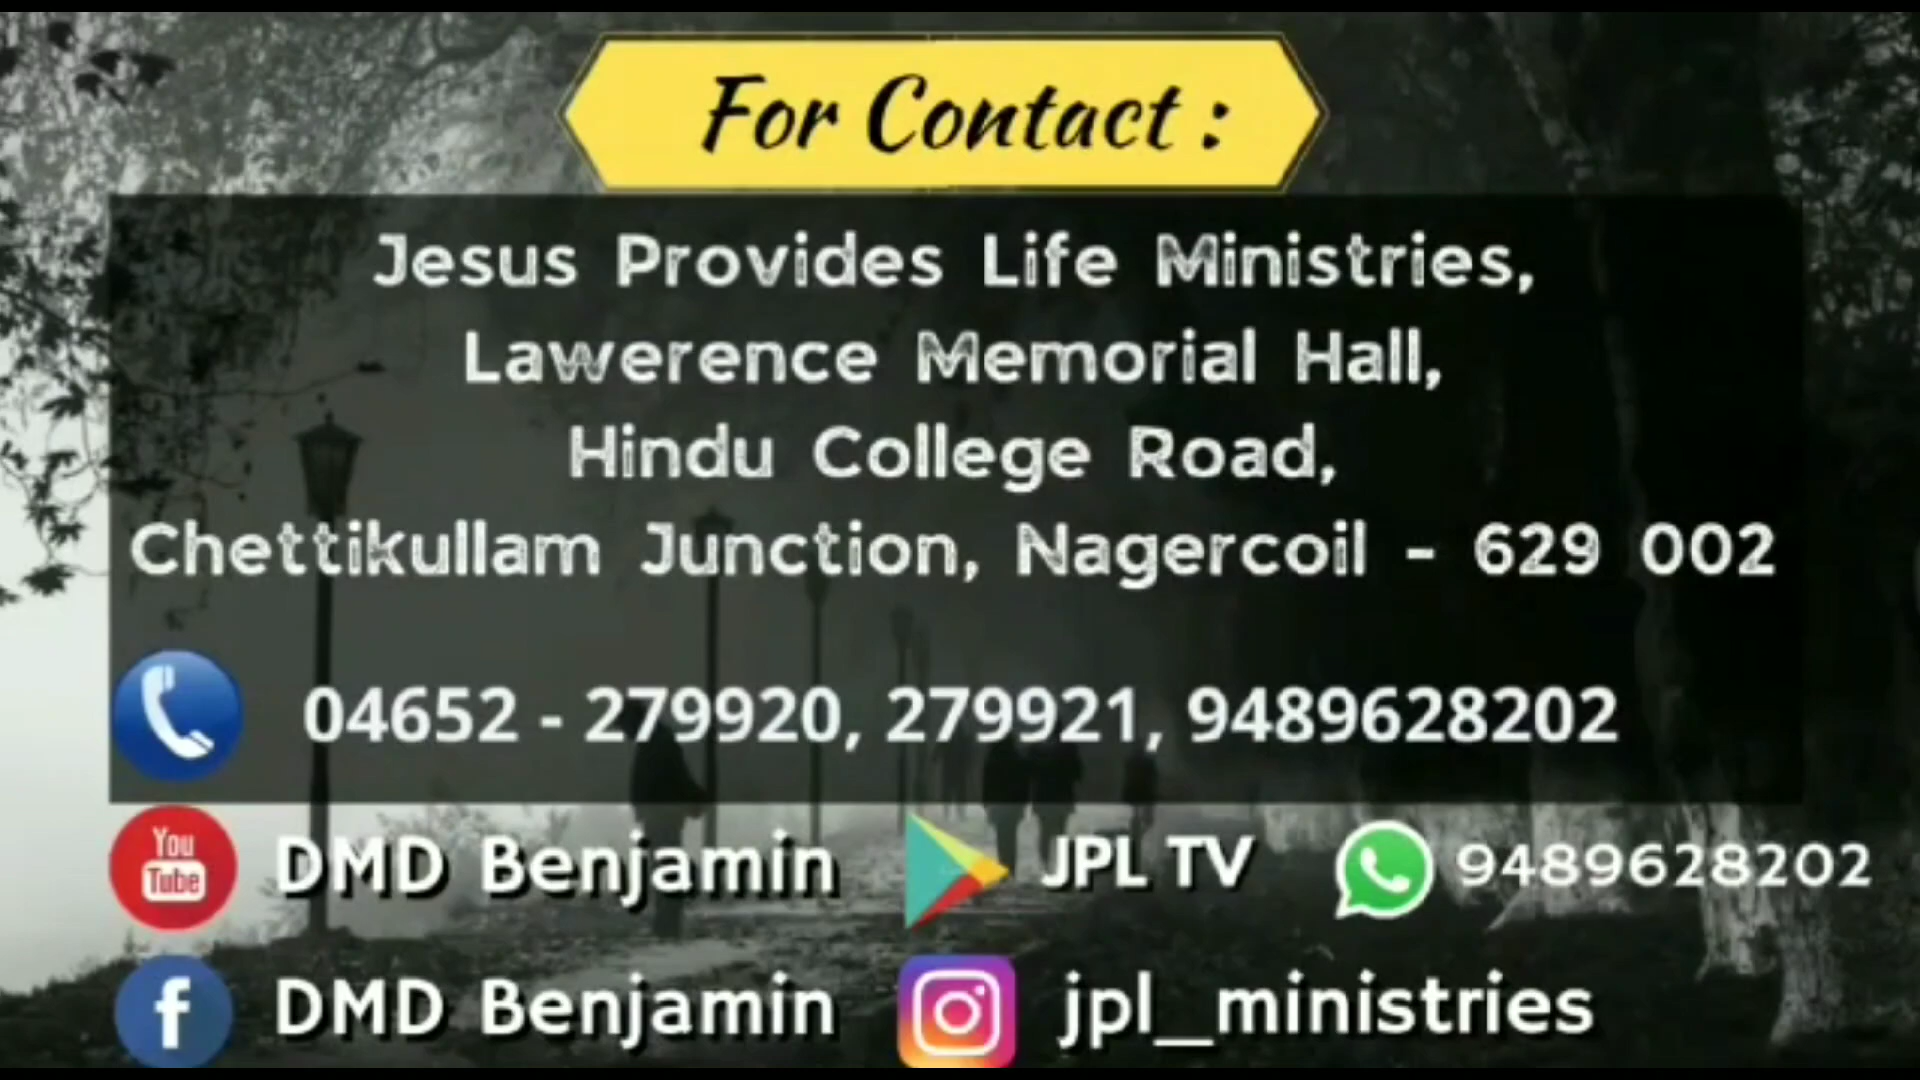 For Contact :
Jesus Provides Life Ministries,
Lawerence Memorial Hall,
Hindu College Road,
Chettikullam Junction, Nagercoil - 629 002
04652 - 279920, 279921, 9489628202
You Tube DMD Benjamin JPL TV 9489628202
f DMD Benjamin jpl_ministries